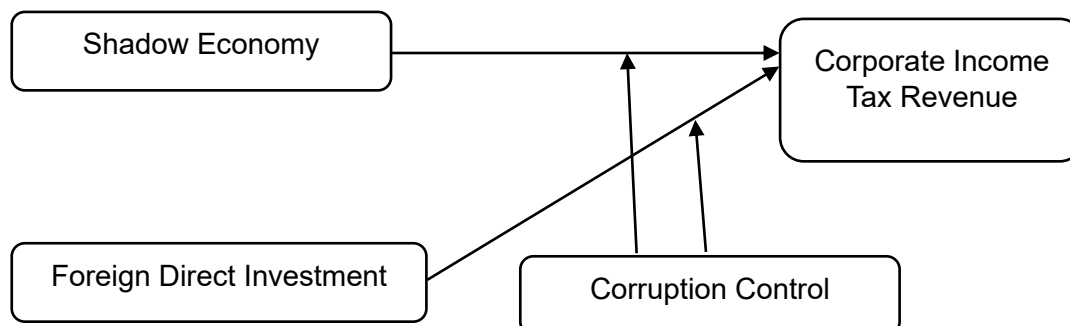 Shadow Economy
Corporate Income
Tax Revenue
Foreign Direct Investment
Corruption Control